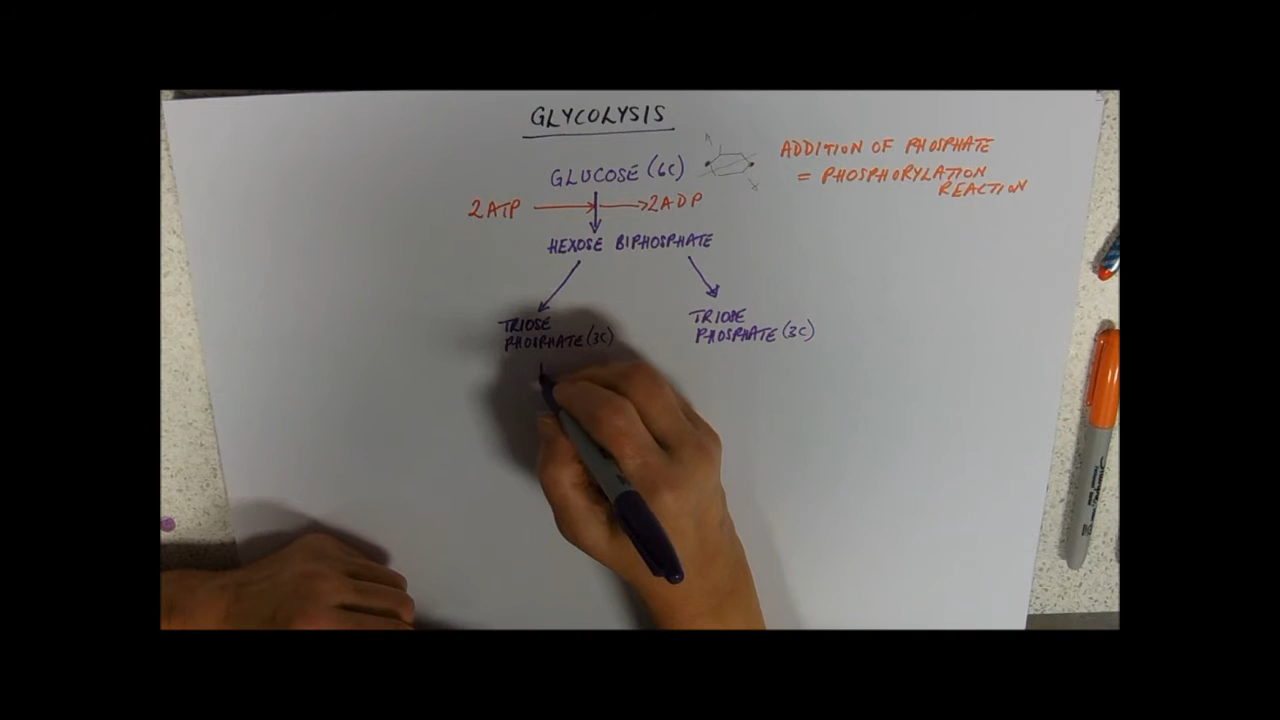 GLYCOLYSIS
GLUCOSE (6C)
ADDITION OF PHOSPHATE
= PHOSPHORYLATION
REACTION
2ATP
2ADP
HEXOSE BIPHOSPHATE
TRIOSE
PHOSPHATE (3C)
TRIOSE
PHOSPHATE (3C)